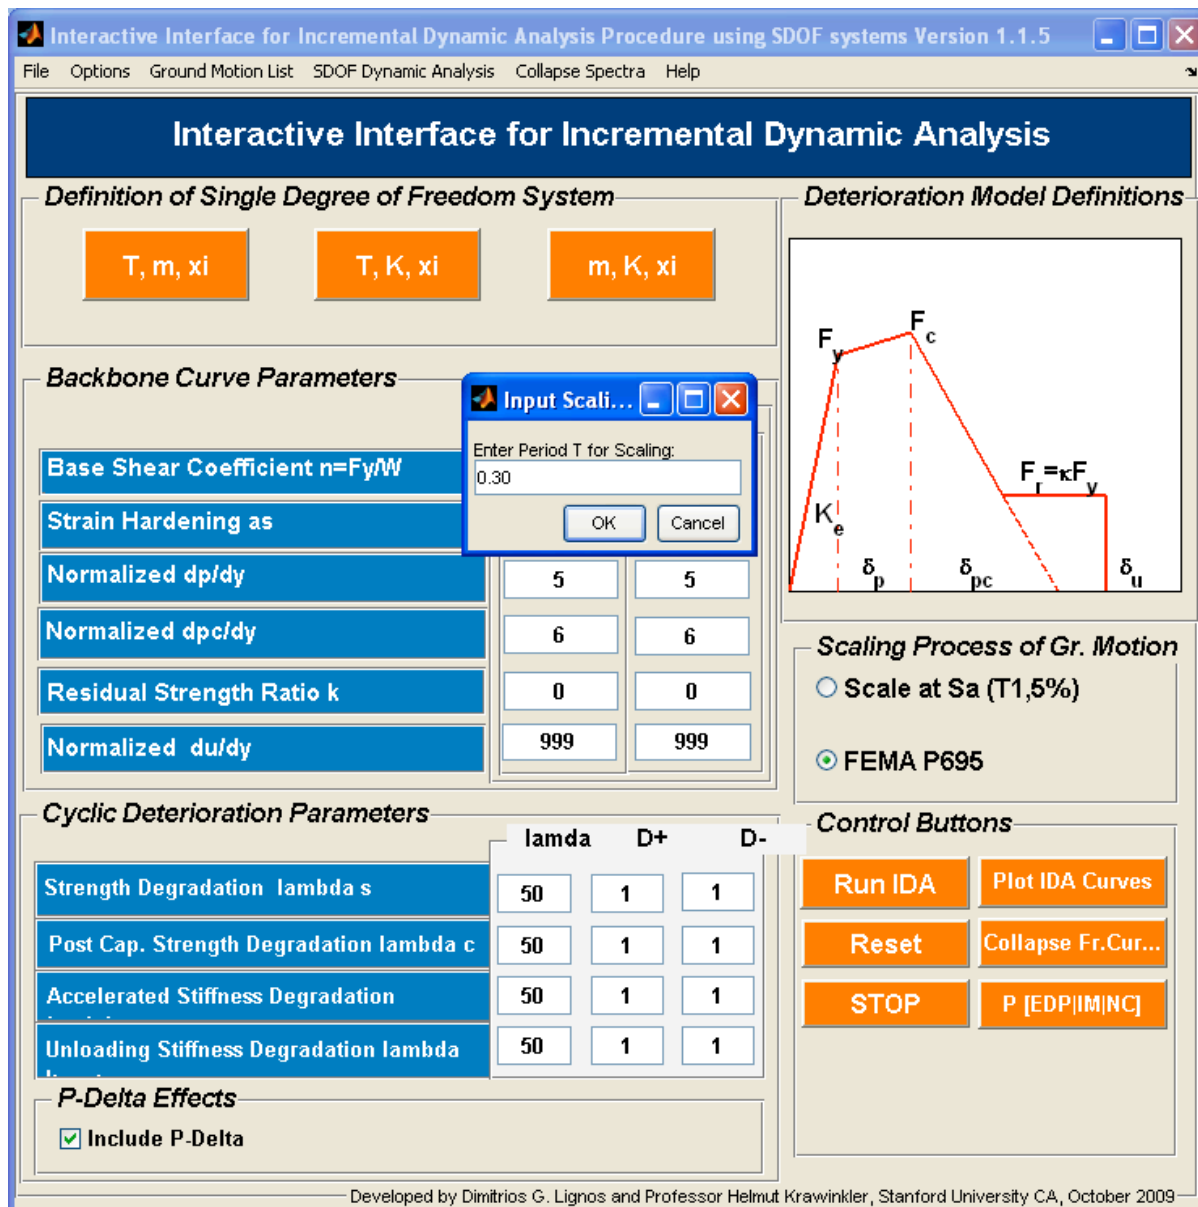 Interactive Interface for Incremental Dynamic Analysis Procedure using SDOF systems Version 1.1.5
File Options Ground Motion List SDOF Dynamic Analysis Collapse Spectra Help
Interactive Interface for Incremental Dynamic Analysis
Definition of Single Degree of Freedom System
T, m, xi
T, K, xi
m, K, xi
Deterioration Model Definitions
Fy
Fc
Fr=κFy
Ke
δp
δpc
δu
Backbone Curve Parameters
Base Shear Coefficient n=Fy/W
Strain Hardening as
Normalized dp/dy 5 5
Normalized dpc/dy 6 6
Residual Strength Ratio k 0 0
Normalized du/dy 999 999
Input Scali...
Enter Period T for Scaling:
0.30
OK Cancel
Scaling Process of Gr. Motion
Scale at Sa (T1,5%)
FEMA P695
Cyclic Deterioration Parameters
lamda D+ D-
Strength Degradation lambda s 50 1 1
Post Cap. Strength Degradation lambda c 50 1 1
Accelerated Stiffness Degradation 50 1 1
Unloading Stiffness Degradation lambda 50 1 1
Control Buttons
Run IDA
Plot IDA Curves
Reset
Collapse Fr.Cur...
STOP
P [EDP|IM|NC]
P-Delta Effects
Include P-Delta
Developed by Dimitrios G. Lignos and Professor Helmut Krawinkler, Stanford University CA, October 2009